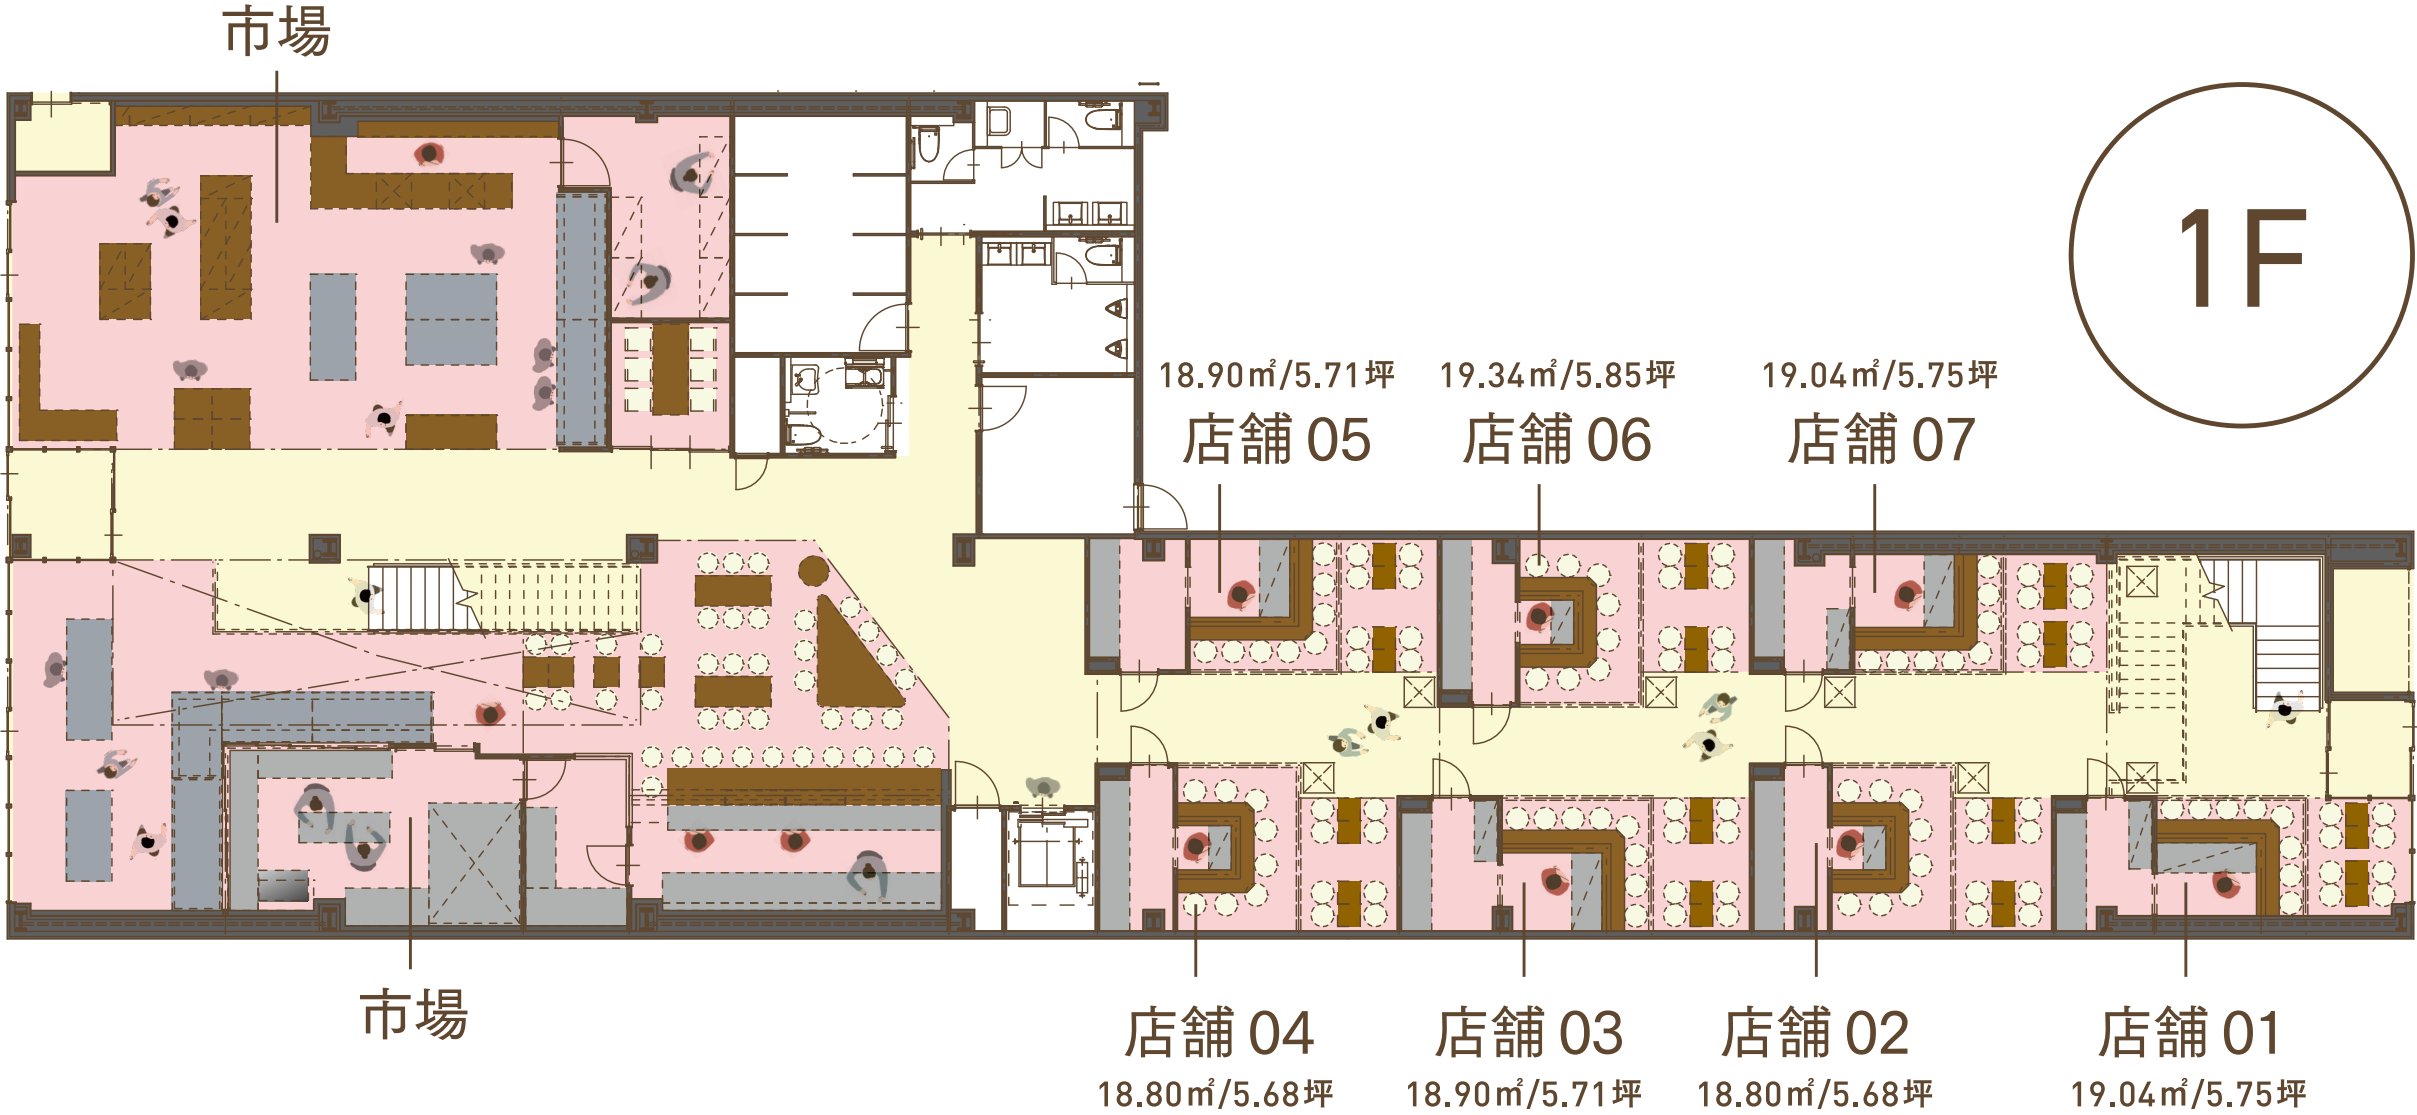 市場
1F
18.90㎡/5.71坪
店舗 05
19.34㎡/5.85坪
店舗 06
19.04㎡/5.75坪
店舗 07
市場
店舗 04
18.80㎡/5.68坪
店舗 03
18.90㎡/5.71坪
店舗 02
18.80㎡/5.68坪
店舗 01
19.04㎡/5.75坪